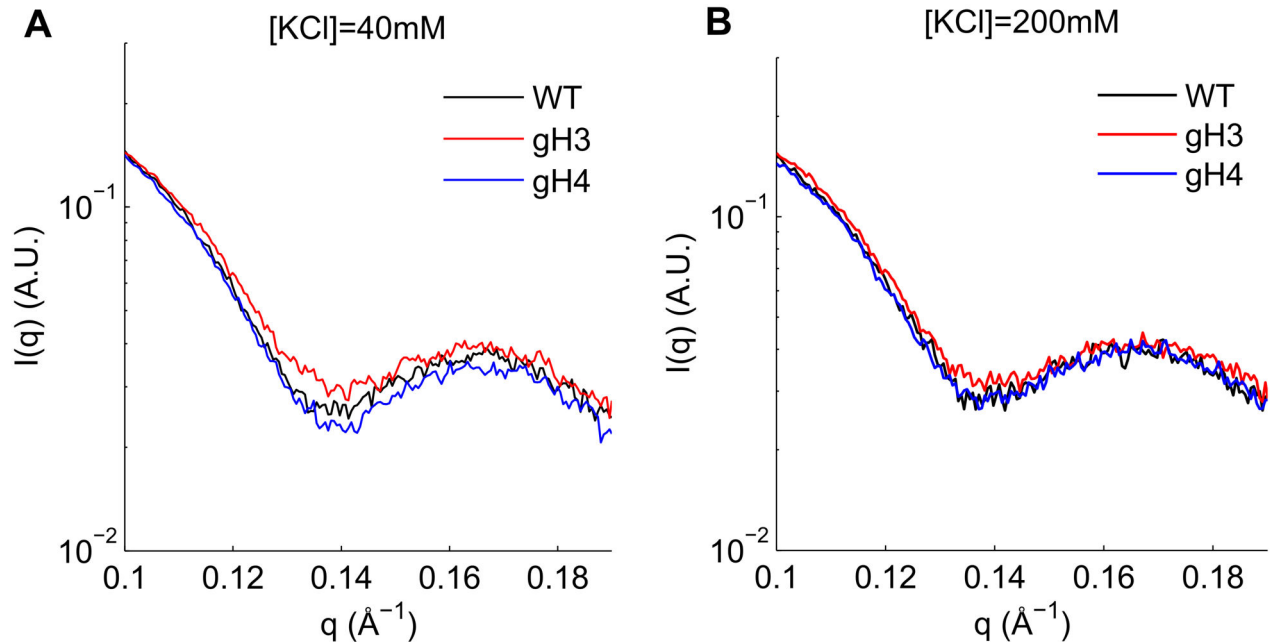 A
[KCl]=40mM
WT
gH3
gH4
10⁻¹
10⁻²
I(q) (A.U.)
0.1
0.12
0.14
0.16
0.18
q (Å⁻¹)
B
[KCl]=200mM
WT
gH3
gH4
10⁻¹
10⁻²
I(q) (A.U.)
0.1
0.12
0.14
0.16
0.18
q (Å⁻¹)